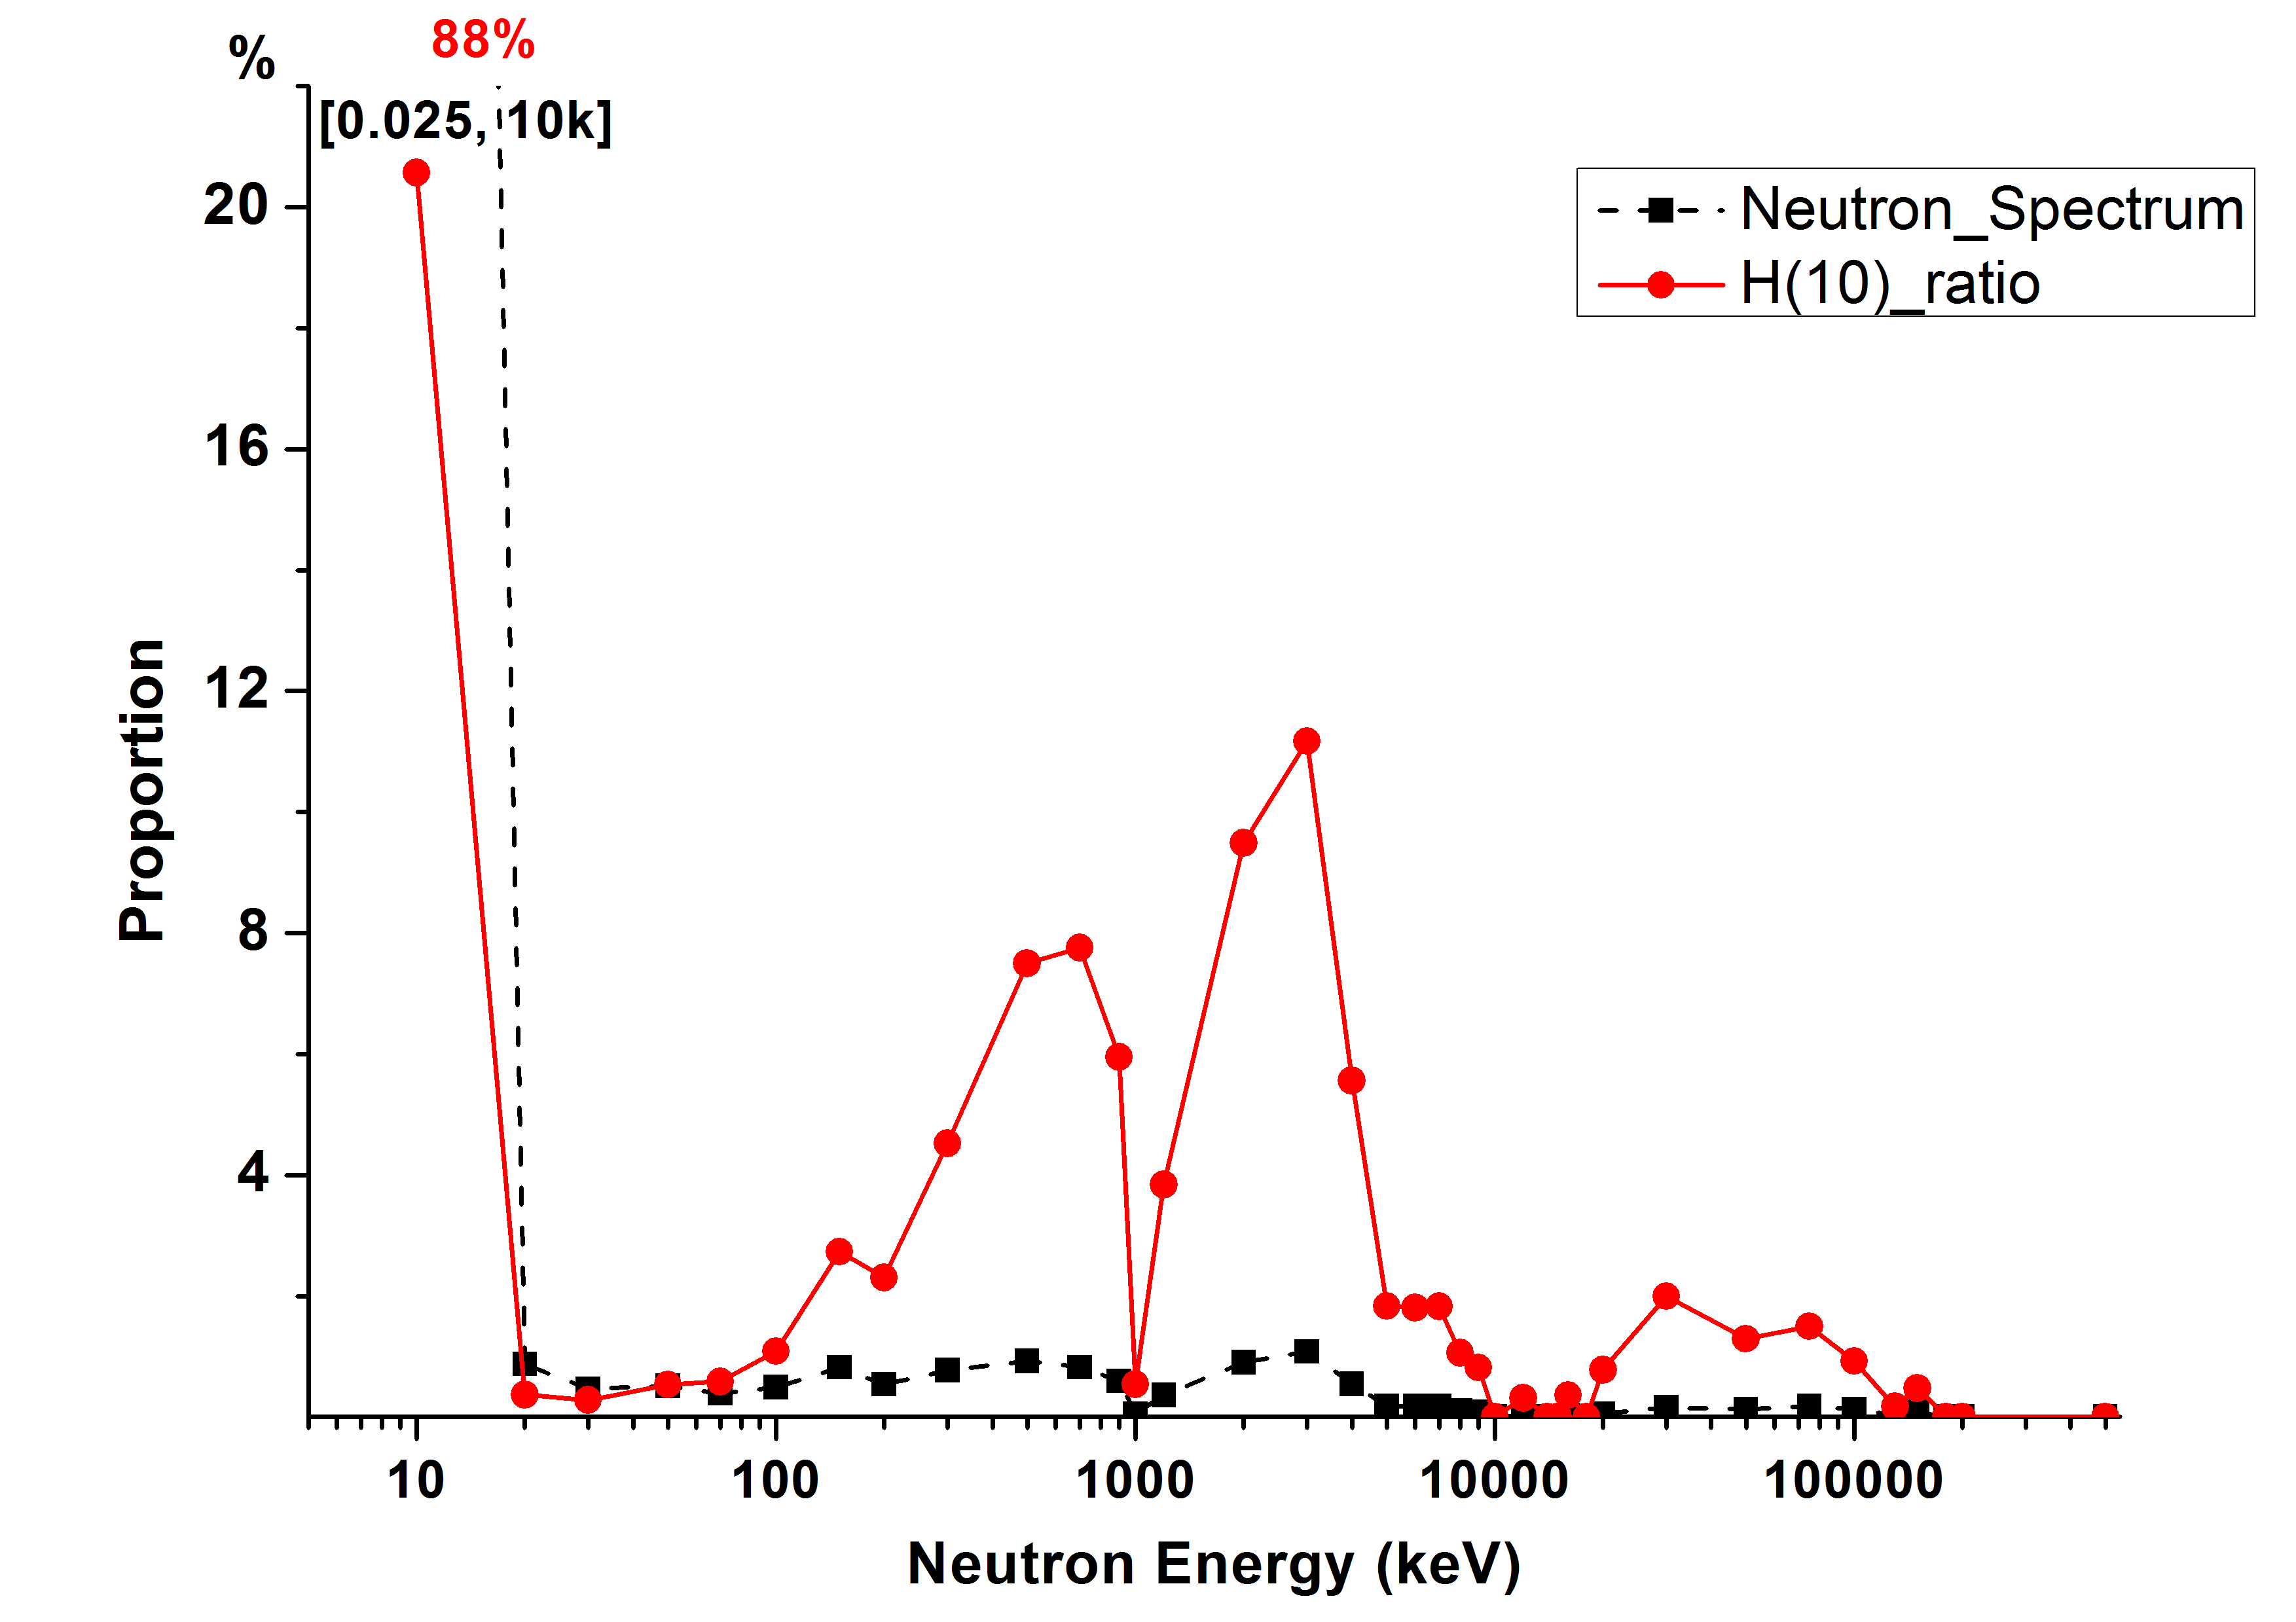 88%
%
[0.025, 10k]
Neutron_Spectrum
H(10)_ratio
20
16
12
8
4
Proportion
10
100
1000
10000
100000
Neutron Energy (keV)